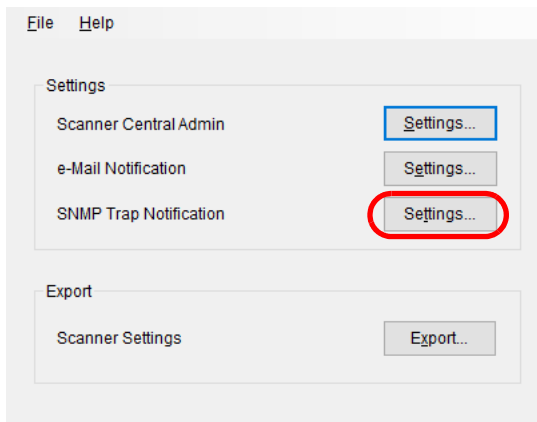 File Help
Settings
Scanner Central Admin Settings...
e-Mail Notification Settings...
SNMP Trap Notification Settings...
Export
Scanner Settings Export...